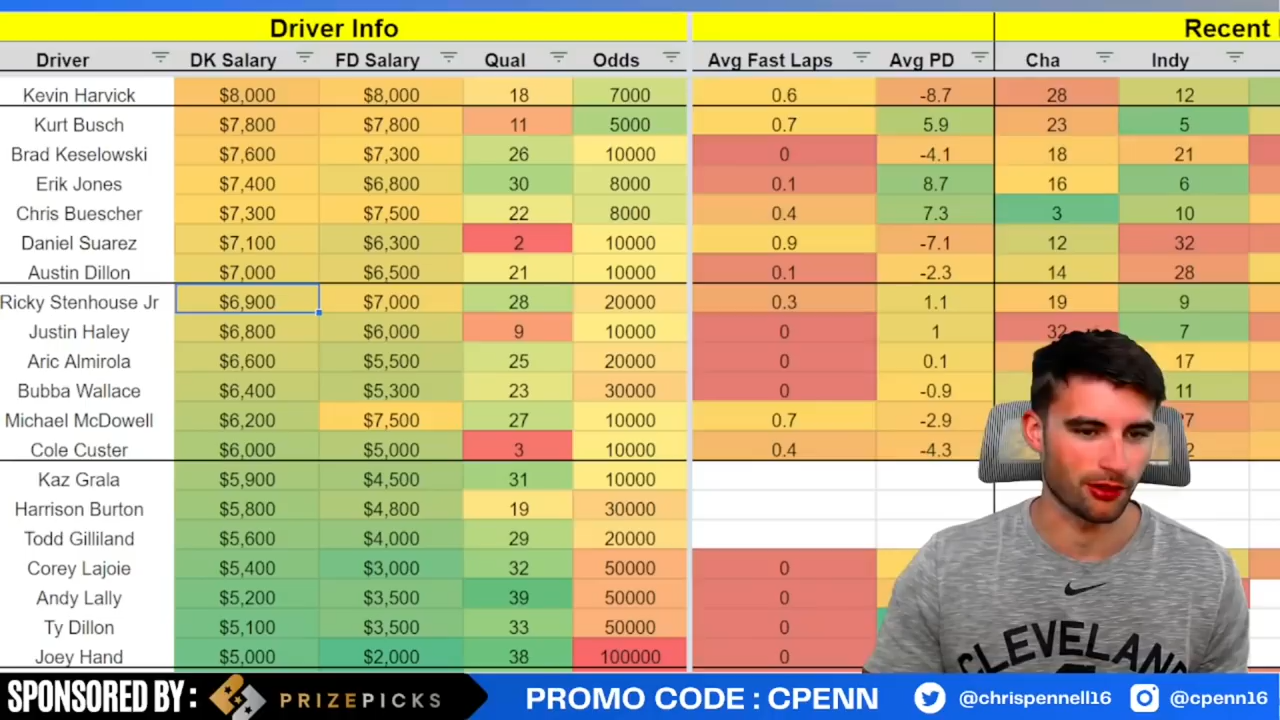 Driver Info Recent
Driver DK Salary FD Salary Qual Odds Avg Fast Laps Avg PD Cha Indy
Kevin Harvick $8,000 $8,000 18 7000 0.6 -8.7 28 12
Kurt Busch $7,800 $7,800 11 5000 0.7 5.9 23 5
Brad Keselowski $7,600 $7,300 26 10000 0 -4.1 18 21
Erik Jones $7,400 $6,800 30 8000 0.1 8.7 16 6
Chris Buescher $7,300 $7,500 22 8000 0.4 7.3 3 10
Daniel Suarez $7,100 $6,300 2 10000 0.9 -7.1 12 32
Austin Dillon $7,000 $6,500 21 10000 0.1 -2.3 14 28
Ricky Stenhouse Jr $6,900 $7,000 28 20000 0.3 1.1 19 9
Justin Haley $6,800 $6,000 9 10000 0 1 32 7
Aric Almirola $6,600 $5,500 25 20000 0 0.1 17
Bubba Wallace $6,400 $5,300 23 30000 0 -0.9 11
Michael McDowell $6,200 $7,500 27 10000 0.7 -2.9
Cole Custer $6,000 $5,000 3 10000 0.4 -4.3
Kaz Grala $5,900 $4,500 31 10000
Harrison Burton $5,800 $4,800 19 30000
Todd Gilliland $5,600 $4,000 29 20000
Corey Lajoie $5,400 $3,000 32 50000 0
Andy Lally $5,200 $3,500 39 50000 0
Ty Dillon $5,100 $3,500 33 50000 0
Joey Hand $5,000 $2,000 38 100000 0
CLEVELAND
SPONSORED BY: PRIZEPICKS PROMO CODE : CPENN @chrispennell16 @cpenn16